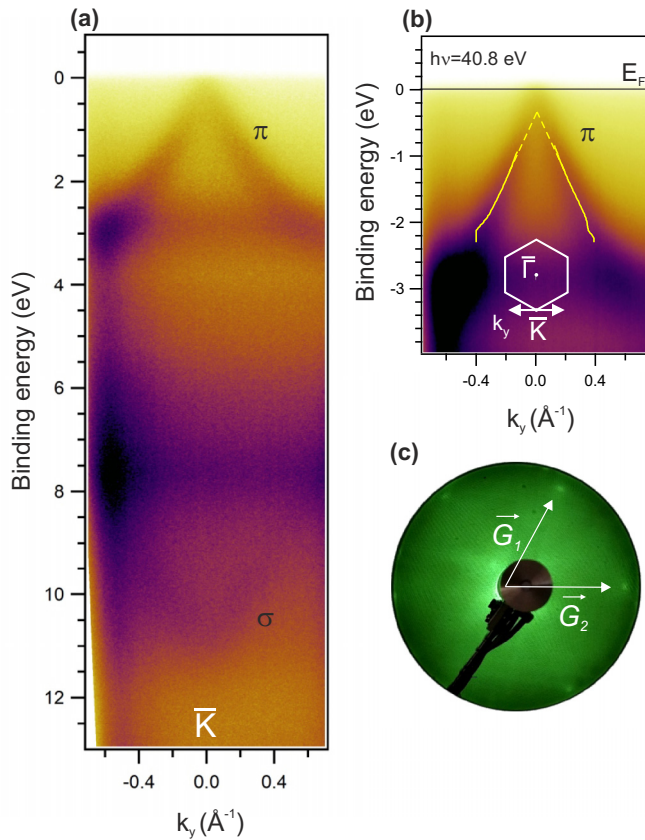 (a)
Binding energy (eV)
0
2
4
6
8
10
12
π
σ
K̅
-0.4
0.0
0.4
k_y (Å⁻¹)
(b)
hν=40.8 eV
E_F
Binding energy (eV)
0
-1
-2
-3
π
Γ̅
k_y
K̅
-0.4
0.0
0.4
k_y (Å⁻¹)
(c)
G⃗₁
G⃗₂